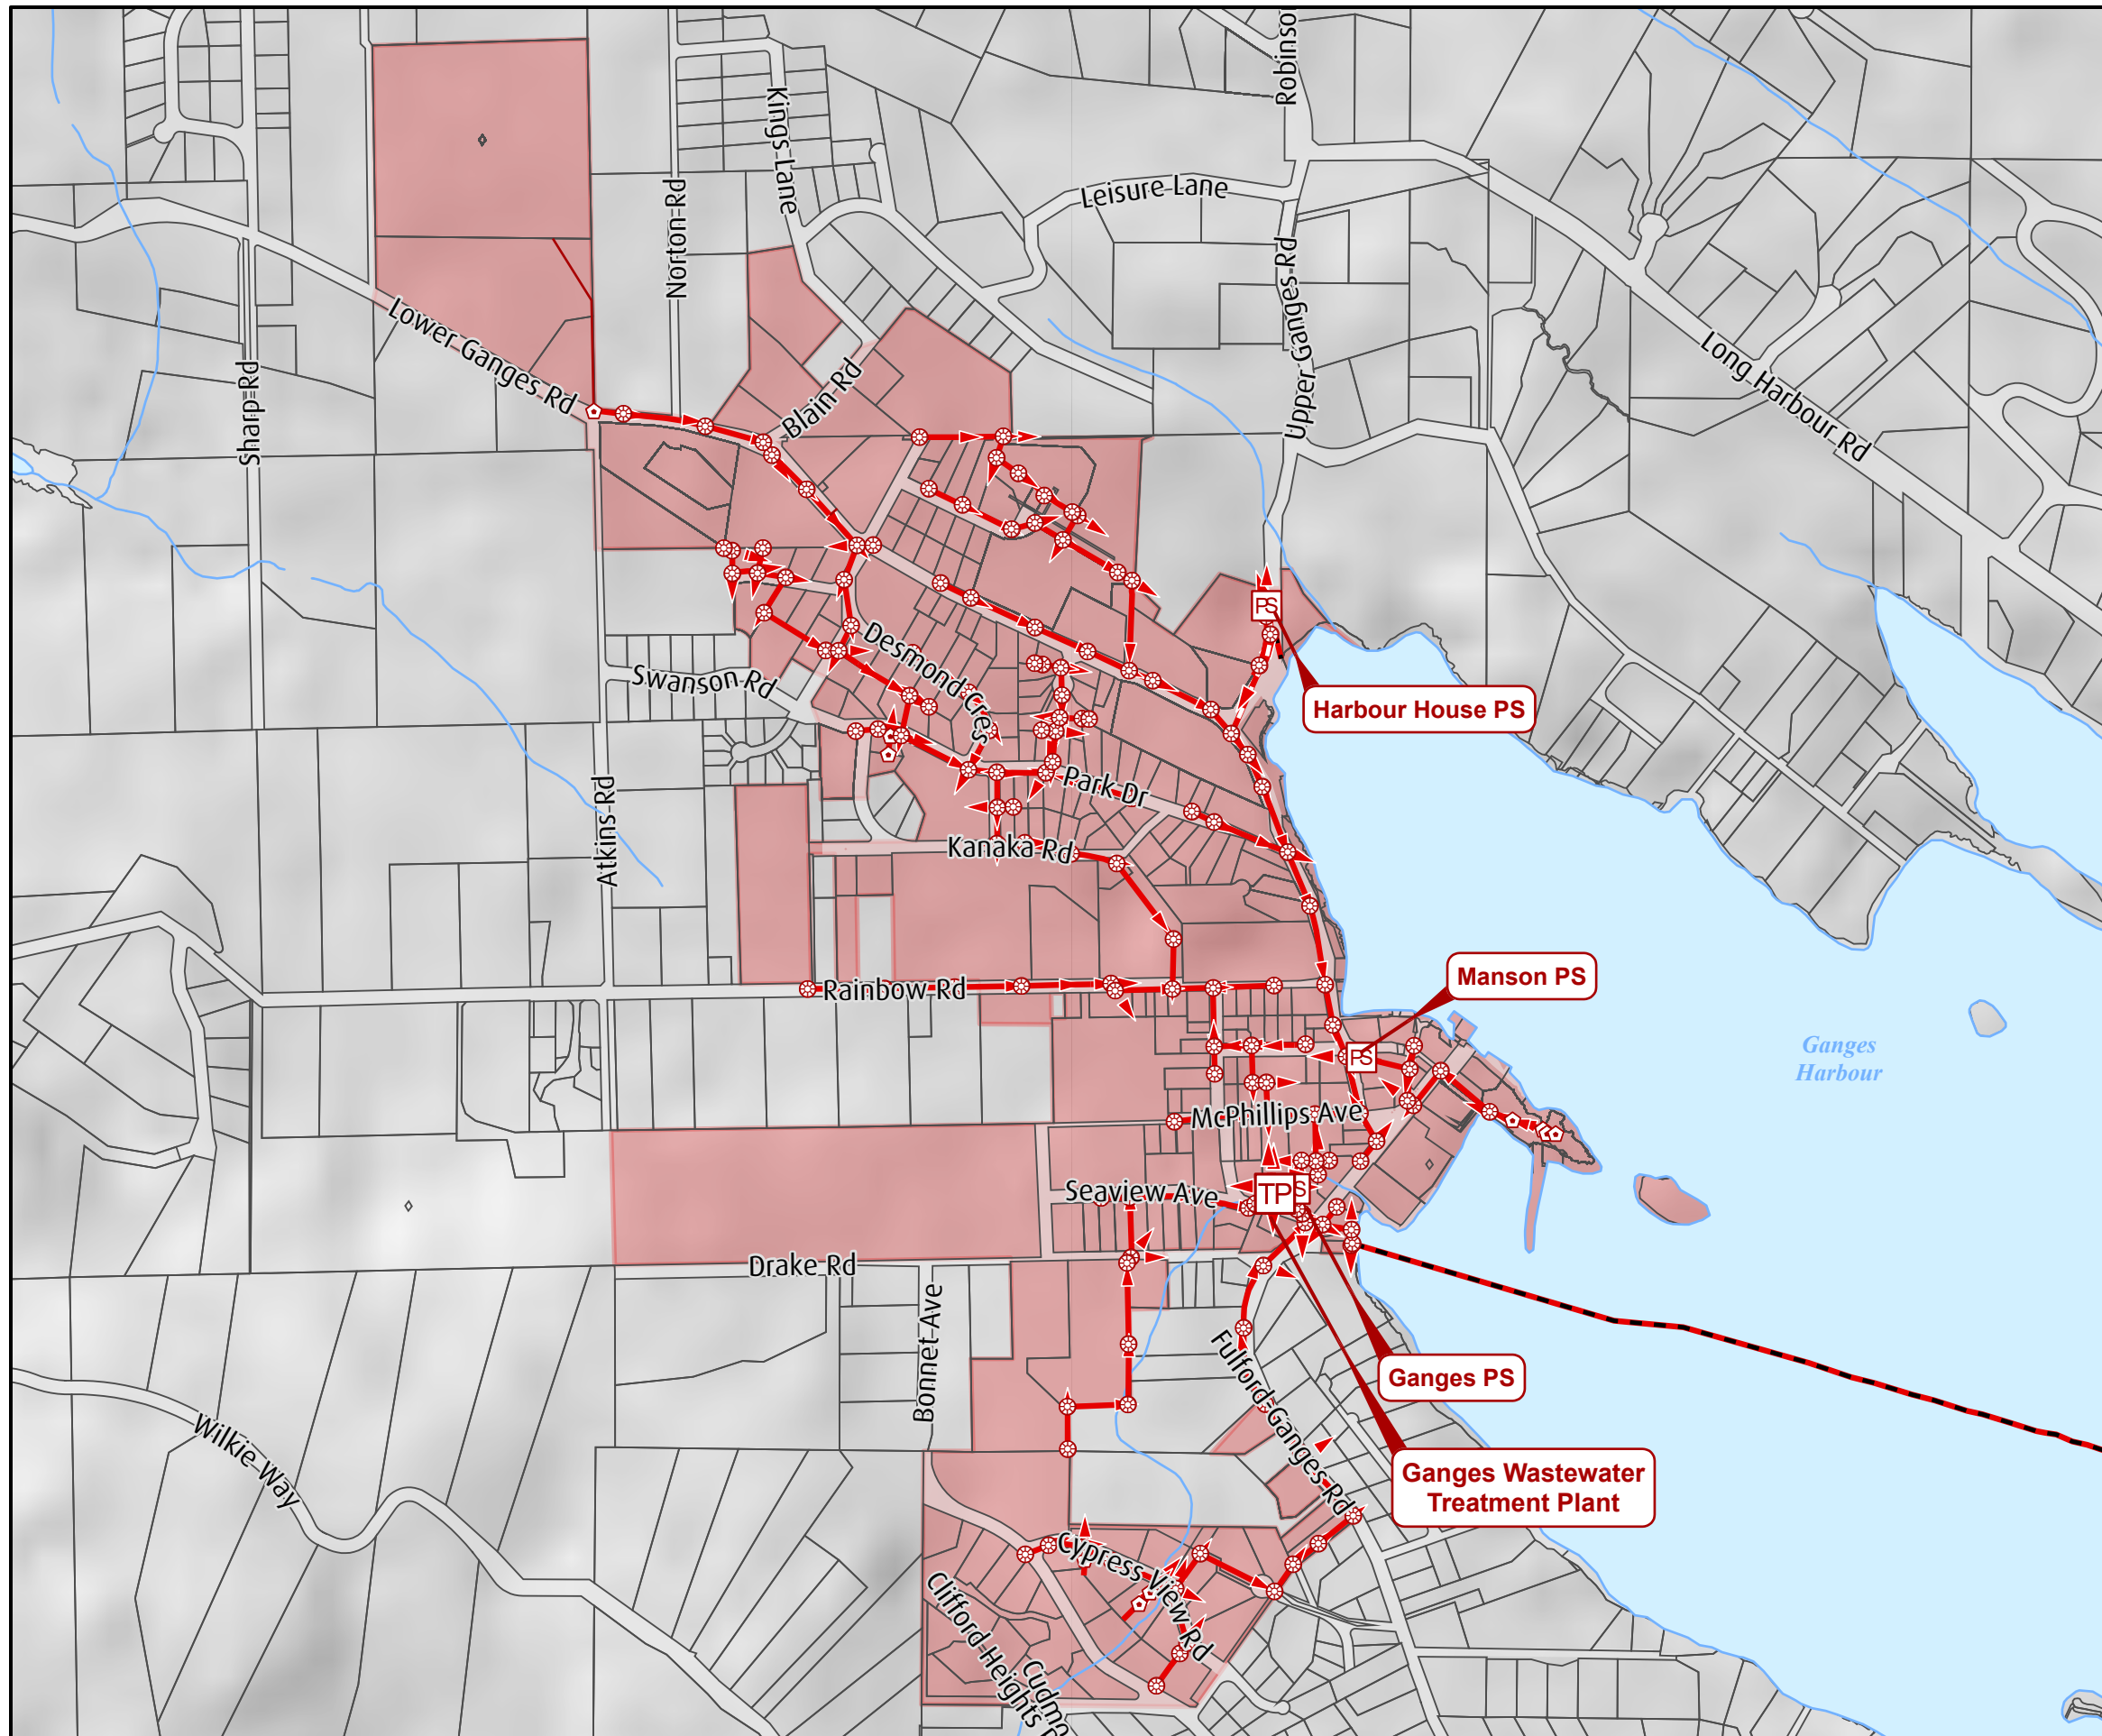 Robinso
Kings Lane
Leisure Lane
Norton Rd
Upper Ganges Rd
Lower Ganges Rd
Long Harbour Rd
Sharp Rd
Blain Rd
PS
Desmond Cres
Swanson Rd
Harbour House PS
Park Dr
Atkins Rd
Kanaka Rd
Manson PS
Rainbow Rd
Ganges
Harbour
PS
McPhillips Ave
Seaview Ave
TP
S
Drake Rd
Bonnet Ave
Fulford-Ganges Rd
Ganges PS
Wilkie Way
Ganges Wastewater
Treatment Plant
Cypress View Rd
Clifford Heights
Cudmo